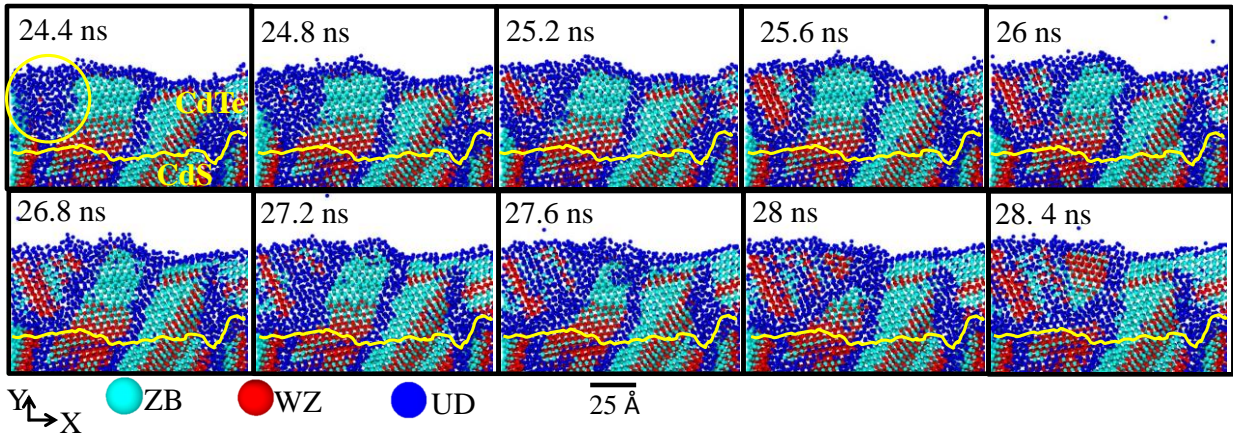 24.4 ns
24.8 ns
25.2 ns
25.6 ns
26 ns
CdTe
CdS
26.8 ns
27.2 ns
27.6 ns
28 ns
28. 4 ns
Y
X
ZB
WZ
UD
25 Å